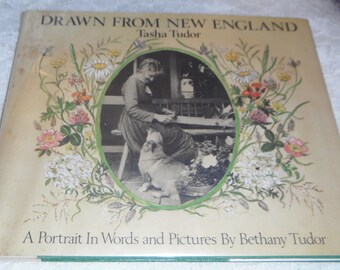 DRAWN FROM NEW ENGLAND
Tasha Tudor
A Portrait In Words and Pictures By Bethany Tudor